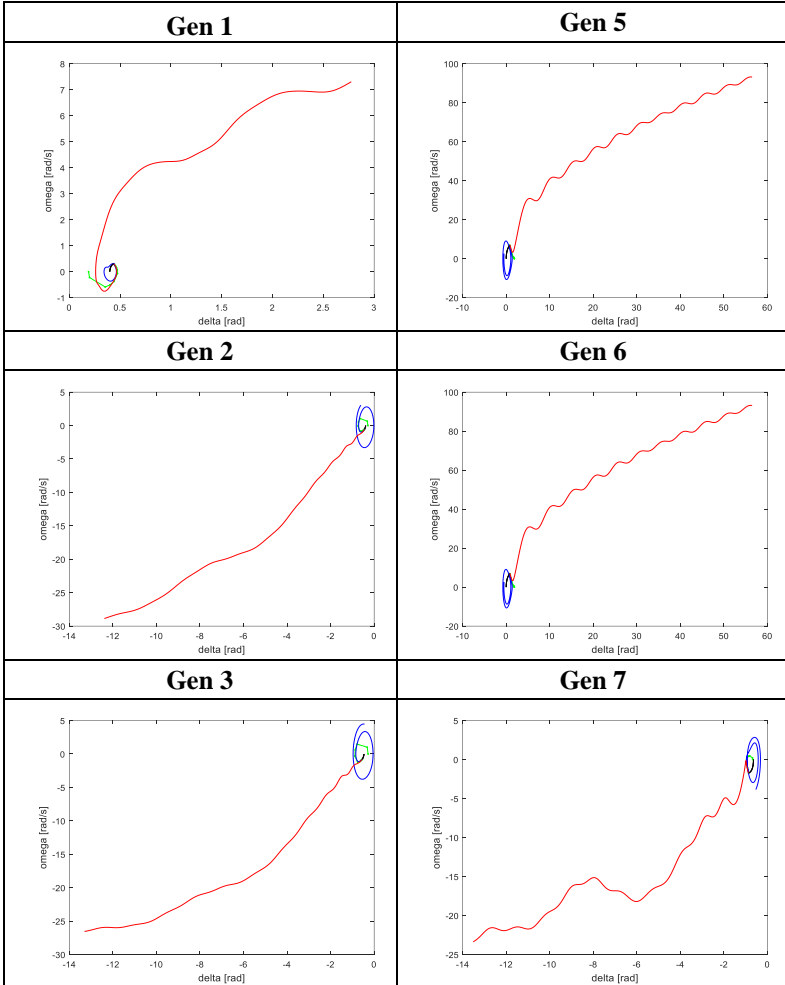 Gen 1
Gen 5
8
7
6
5
4
3
2
1
0
-1
omega [rad/s]
0 0.5 1 1.5 2 2.5 3
delta [rad]
100
80
60
40
20
0
-20
omega [rad/s]
-10 0 10 20 30 40 50 60
delta [rad]
Gen 2
Gen 6
5
0
-5
-10
-15
-20
-25
-30
omega [rad/s]
-14 -12 -10 -8 -6 -4 -2 0
delta [rad]
100
80
60
40
20
0
-20
omega [rad/s]
-10 0 10 20 30 40 50 60
delta [rad]
Gen 3
Gen 7
5
0
-5
-10
-15
-20
-25
-30
omega [rad/s]
-14 -12 -10 -8 -6 -4 -2 0
delta [rad]
5
0
-5
-10
-15
-20
-25
omega [rad/s]
-14 -12 -10 -8 -6 -4 -2 0
delta [rad]